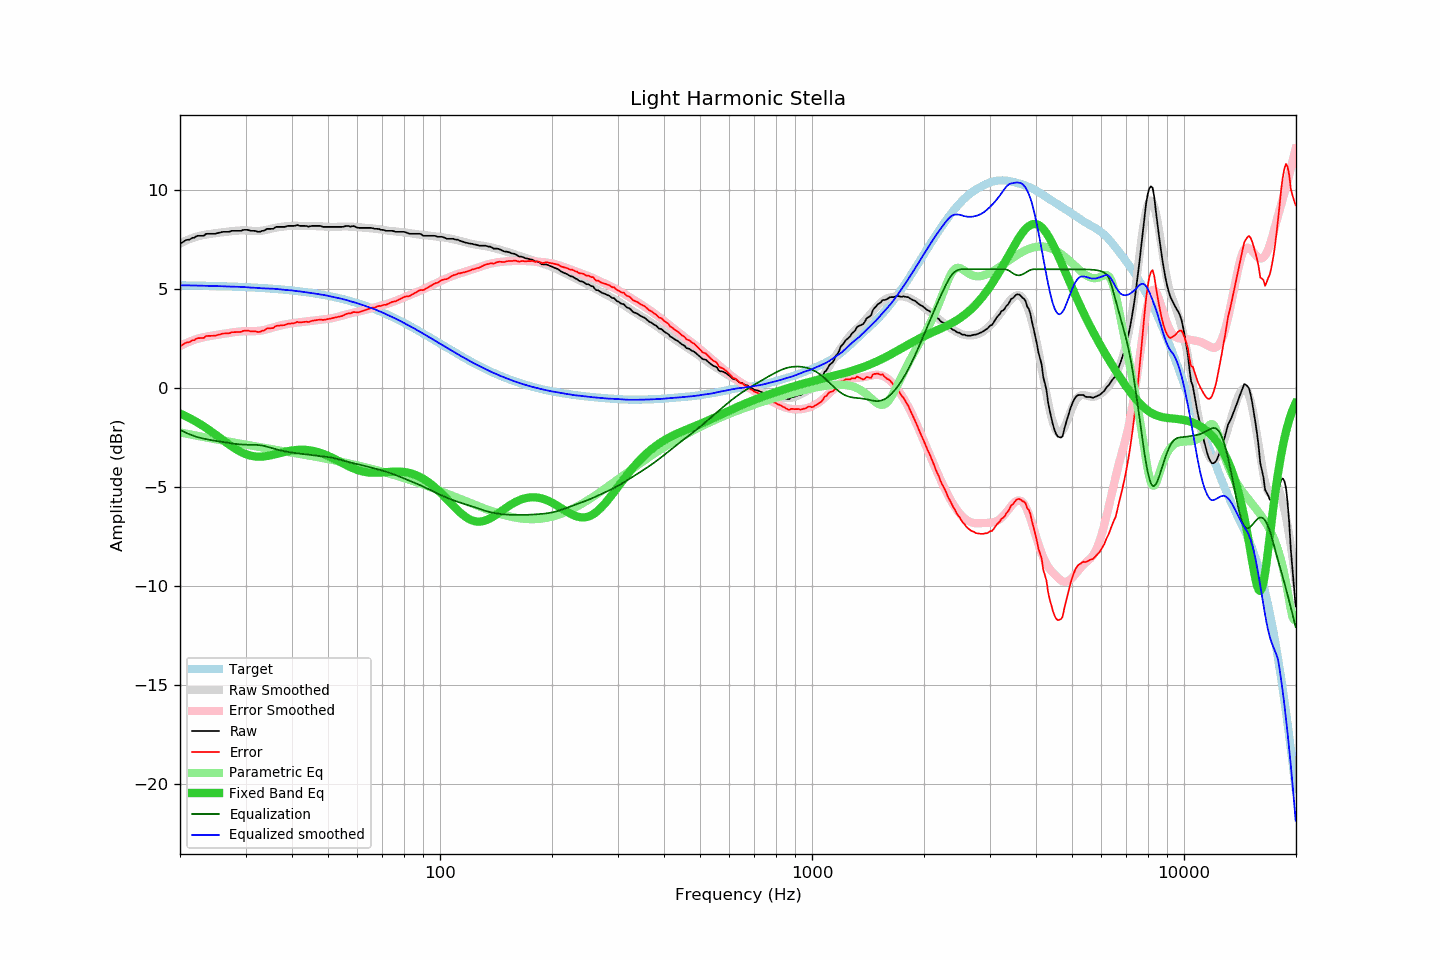 Light Harmonic Stella
10
5
0
−5
−10
−15
−20
Amplitude (dBr)
Target
Raw Smoothed
Error Smoothed
Raw
Error
Parametric Eq
Fixed Band Eq
Equalization
Equalized smoothed
100
1000
10000
Frequency (Hz)